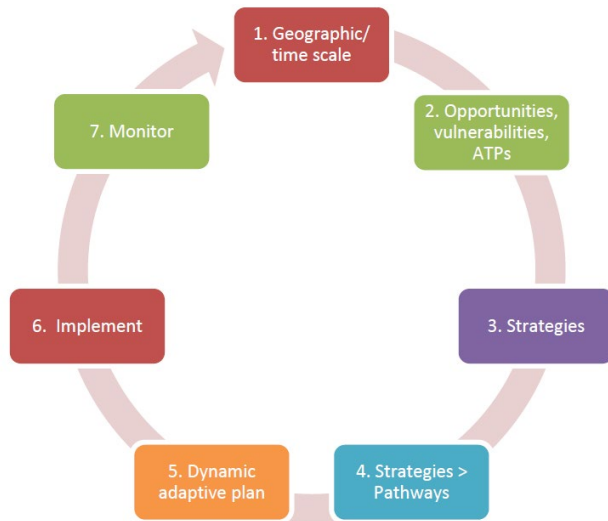 1. Geographic/
time scale
2. Opportunities,
vulnerabilities,
ATPs
3. Strategies
4. Strategies >
Pathways
5. Dynamic
adaptive plan
6. Implement
7. Monitor